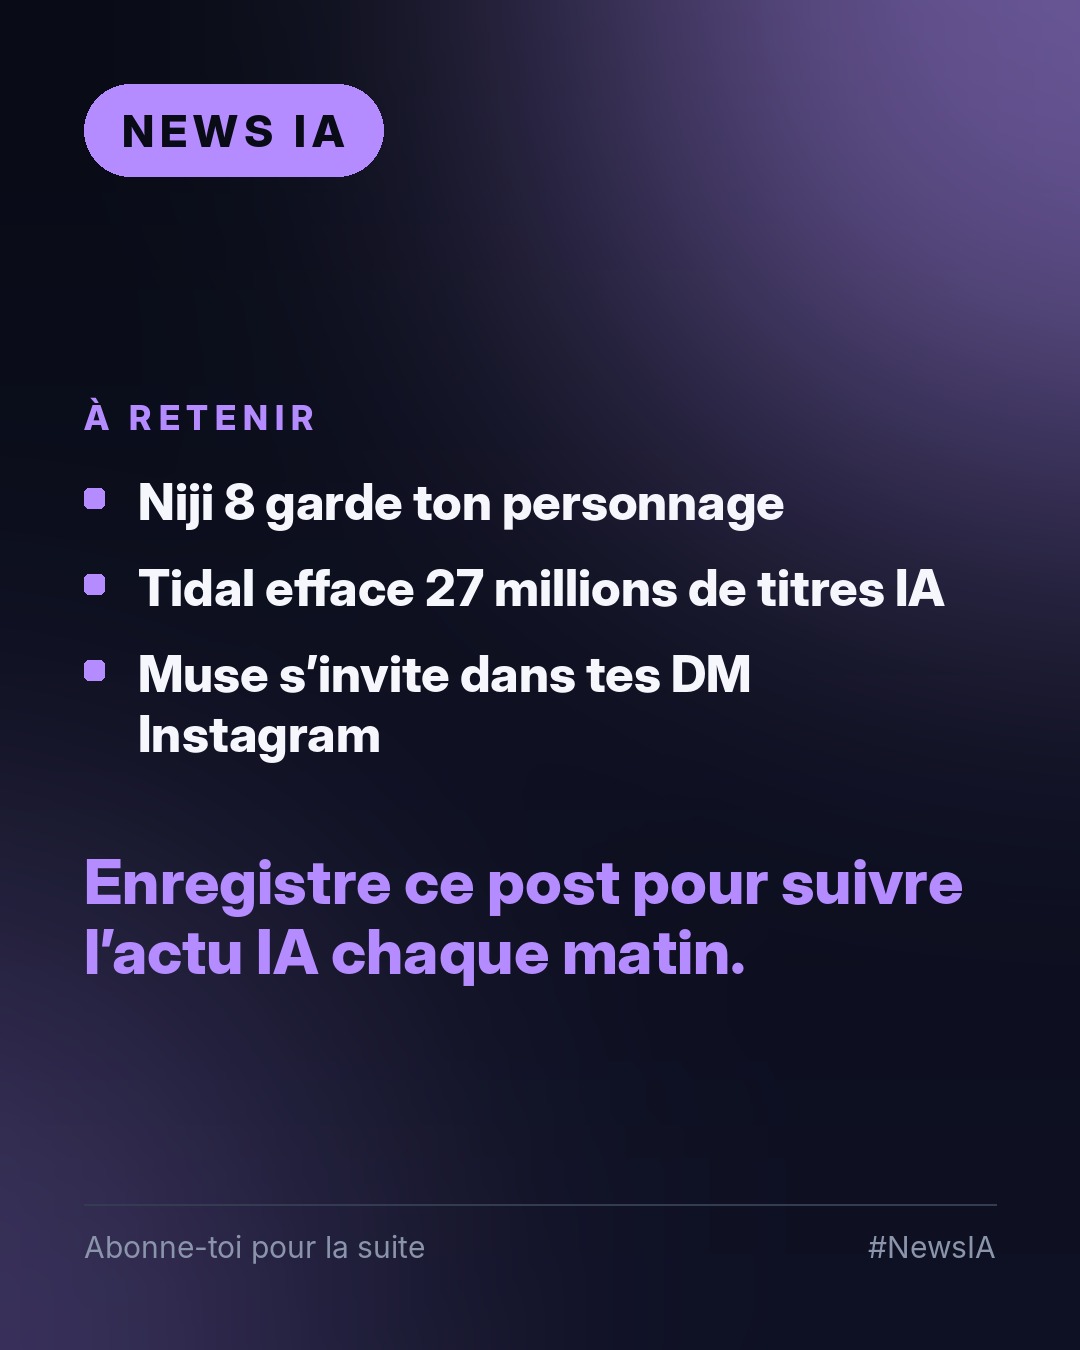 NEWS IA
À RETENIR
Niji 8 garde ton personnage
Tidal efface 27 millions de titres IA
Muse s’invite dans tes DM
Instagram
Enregistre ce post pour suivre
l’actu IA chaque matin.
Abonne-toi pour la suite
#NewsIA